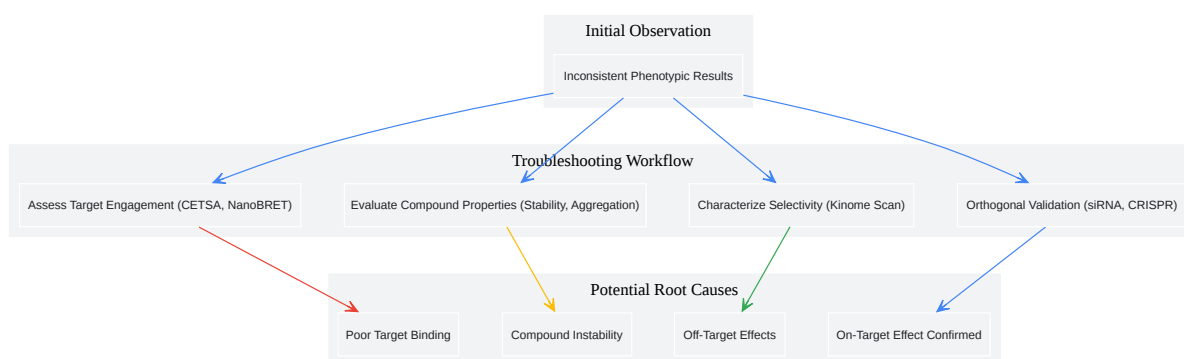 Initial Observation
Inconsistent Phenotypic Results
Troubleshooting Workflow
Assess Target Engagement (CETSA, NanoBRET)
Evaluate Compound Properties (Stability, Aggregation)
Characterize Selectivity (Kinome Scan)
Orthogonal Validation (siRNA, CRISPR)
Potential Root Causes
Poor Target Binding
Compound Instability
Off-Target Effects
On-Target Effect Confirmed